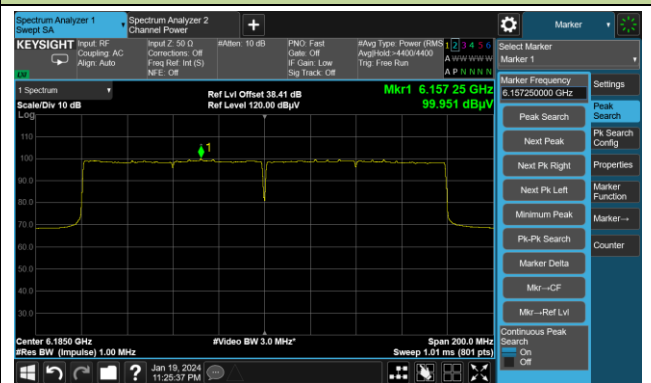 Spectrum Analyzer 1
Swept SA
Spectrum Analyzer 2
Channel Power
Marker
KEYSIGHT
Input: RF
Coupling: AC
Align: Auto
Input Z: 50 Ω
Corrections: Off
Freq Ref: Int (S)
NFE: Off
#Atten: 10 dB
PNO: Fast
Gate: Off
IF Gain: Low
Sig Track: Off
#Avg Type: Power (RMS
Avg|Hold:>4400/4400
Trig: Free Run
1 2 3 4 5 6
A W W W W W
A P N N N N
LXI
1 Spectrum
Scale/Div 10 dB
Log
Ref Lvl Offset 38.41 dB
Ref Level 120.00 dBµV
Mkr1 6.157 25 GHz
99.951 dBµV
110
100
90.0
80.0
70.0
60.0
50.0
40.0
30.0
1
Center 6.1850 GHz
#Res BW (Impulse) 1.00 MHz
#Video BW 3.0 MHz*
Span 200.0 MHz
Sweep 1.01 ms (801 pts)
Select Marker
Marker 1
Marker Frequency
6.157250000 GHz
Peak Search
Next Peak
Next Pk Right
Next Pk Left
Minimum Peak
Pk-Pk Search
Marker Delta
Mkr→CF
Mkr→Ref Lvl
Continuous Peak
Search
On
Off
Settings
Peak
Search
Pk Search
Config
Properties
Marker
Function
Marker→
Counter
Jan 19, 2024
11:25:37 PM